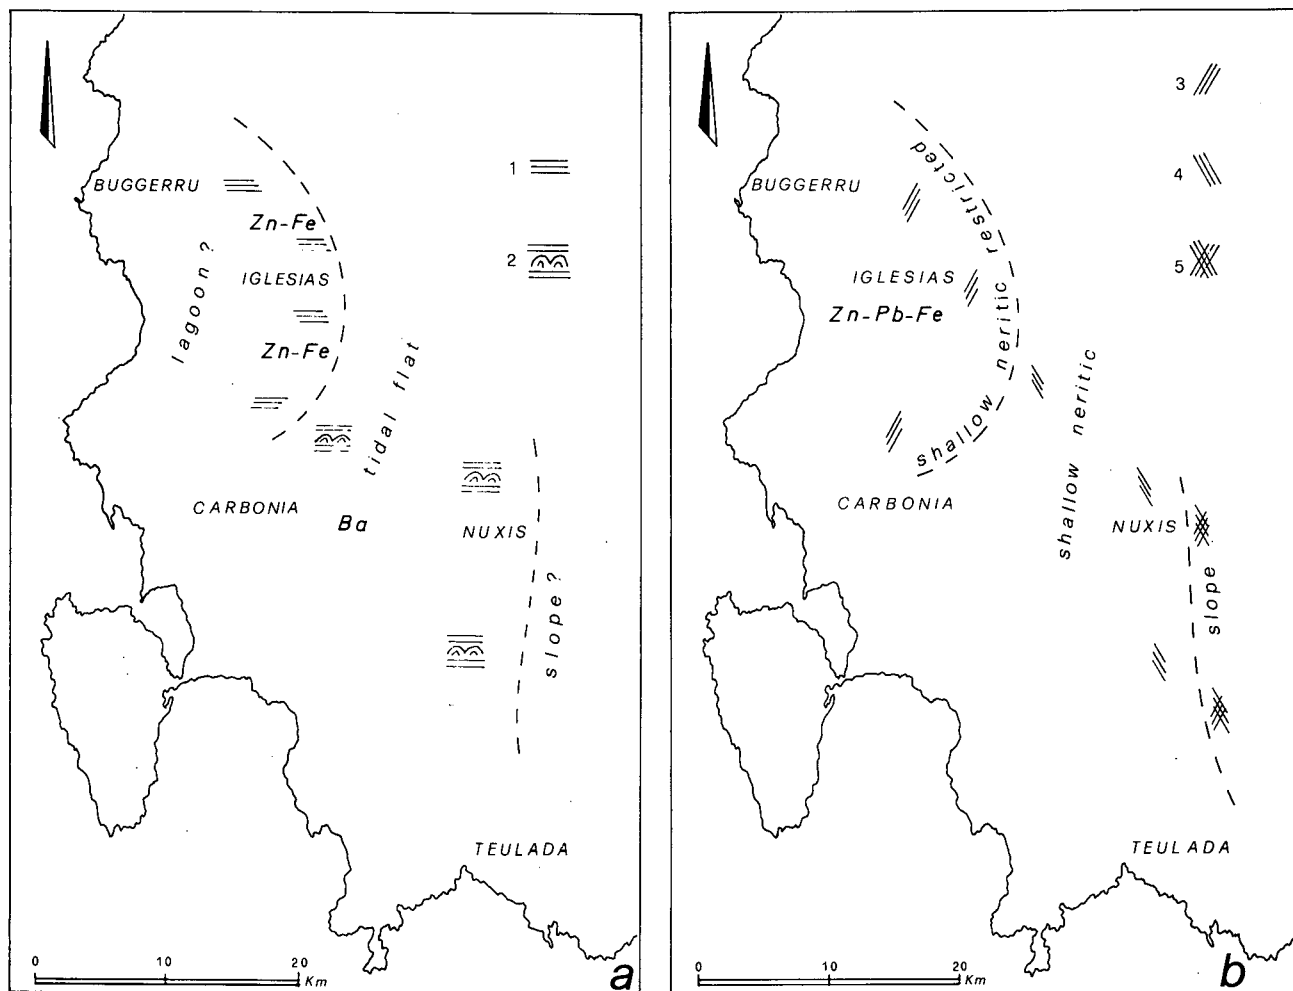 1
BUGGERRU
Zn-Fe
lagoon?
2
IGLESIAS
Zn-Fe
tidal flat
CARBONIA
Ba
NUXIS
slope?
TEULADA
0 10 20
Km
a
3
restricted
4
BUGGERRU
5
IGLESIAS
Zn-Pb-Fe
neritic
shallow
shallow neritic
CARBONIA
NUXIS
slope
TEULADA
0 10 20
Km
b